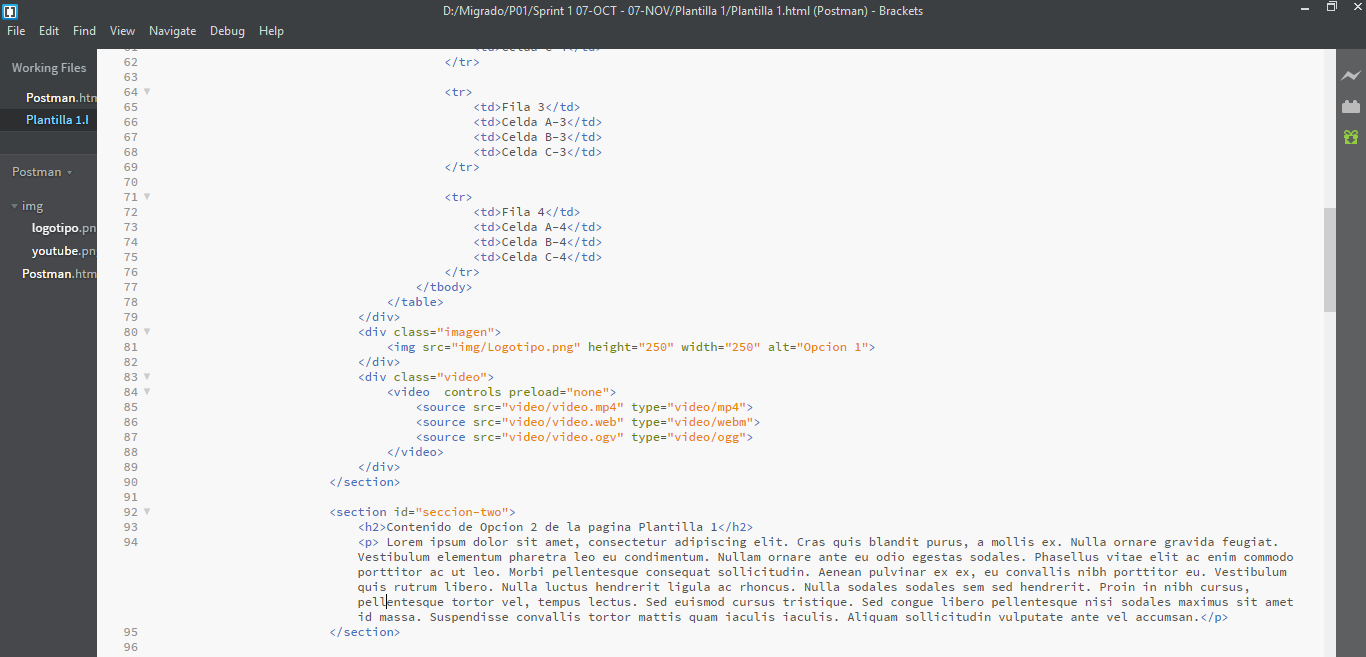 D:/Migrado/P01/Sprint 1 07-OCT - 07-NOV/Plantilla 1/Plantilla 1.html (Postman) - Brackets
File Edit Find View Navigate Debug Help
Working Files
Postman.htm
Plantilla 1.h
Postman
img
logotipo.pn
youtube.pn
Postman.htm
62 </tr>
63
64 <tr>
65 <td>Fila 3</td>
66 <td>Celda A-3</td>
67 <td>Celda B-3</td>
68 <td>Celda C-3</td>
69 </tr>
70
71 <tr>
72 <td>Fila 4</td>
73 <td>Celda A-4</td>
74 <td>Celda B-4</td>
75 <td>Celda C-4</td>
76 </tr>
77 </tbody>
78 </table>
79 </div>
80 <div class="imagen">
81 <img src="img/Logotipo.png" height="250" width="250" alt="Opcion 1">
82 </div>
83 <div class="video">
84 <video  controls preload="none">
85 <source src="video/video.mp4" type="video/mp4">
86 <source src="video/video.web" type="video/webm">
87 <source src="video/video.ogv" type="video/ogg">
88 </video>
89 </div>
90 </section>
91
92 <section id="seccion-two">
93 <h2>Contenido de Opcion 2 de la pagina Plantilla 1</h2>
94 <p> Lorem ipsum dolor sit amet, consectetur adipiscing elit. Cras quis blandit purus, a mollis ex. Nulla ornare gravida feugiat.
Vestibulum elementum pharetra leo eu condimentum. Nullam ornare ante eu odio egestas sodales. Phasellus vitae elit ac enim commodo
porttitor ac ut leo. Morbi pellentesque consequat sollicitudin. Aenean pulvinar ex ex, eu convallis nibh porttitor eu. Vestibulum
quis rutrum libero. Nulla luctus hendrerit ligula ac rhoncus. Nulla sodales sodales sem sed hendrerit. Proin in nibh cursus,
pellentesque tortor vel, tempus lectus. Sed euismod cursus tristique. Sed congue libero pellentesque nisi sodales maximus sit amet
id massa. Suspendisse convallis tortor mattis quam iaculis iaculis. Aliquam sollicitudin vulputate ante vel accumsan.</p>
95 </section>
96